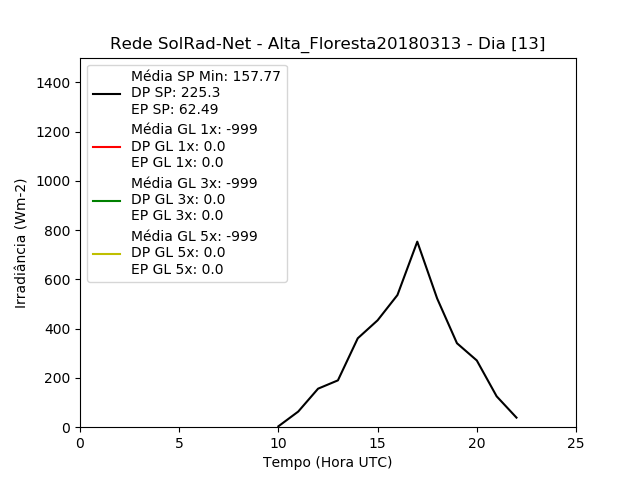 Rede SolRad-Net - Alta_Floresta20180313 - Dia [13]
Média SP Min: 157.77
DP SP: 225.3
EP SP: 62.49
Média GL 1x: -999
DP GL 1x: 0.0
EP GL 1x: 0.0
Média GL 3x: -999
DP GL 3x: 0.0
EP GL 3x: 0.0
Média GL 5x: -999
DP GL 5x: 0.0
EP GL 5x: 0.0
Irradiância (Wm-2)
1400
1200
1000
800
600
400
200
0
0 5 10 15 20 25
Tempo (Hora UTC)